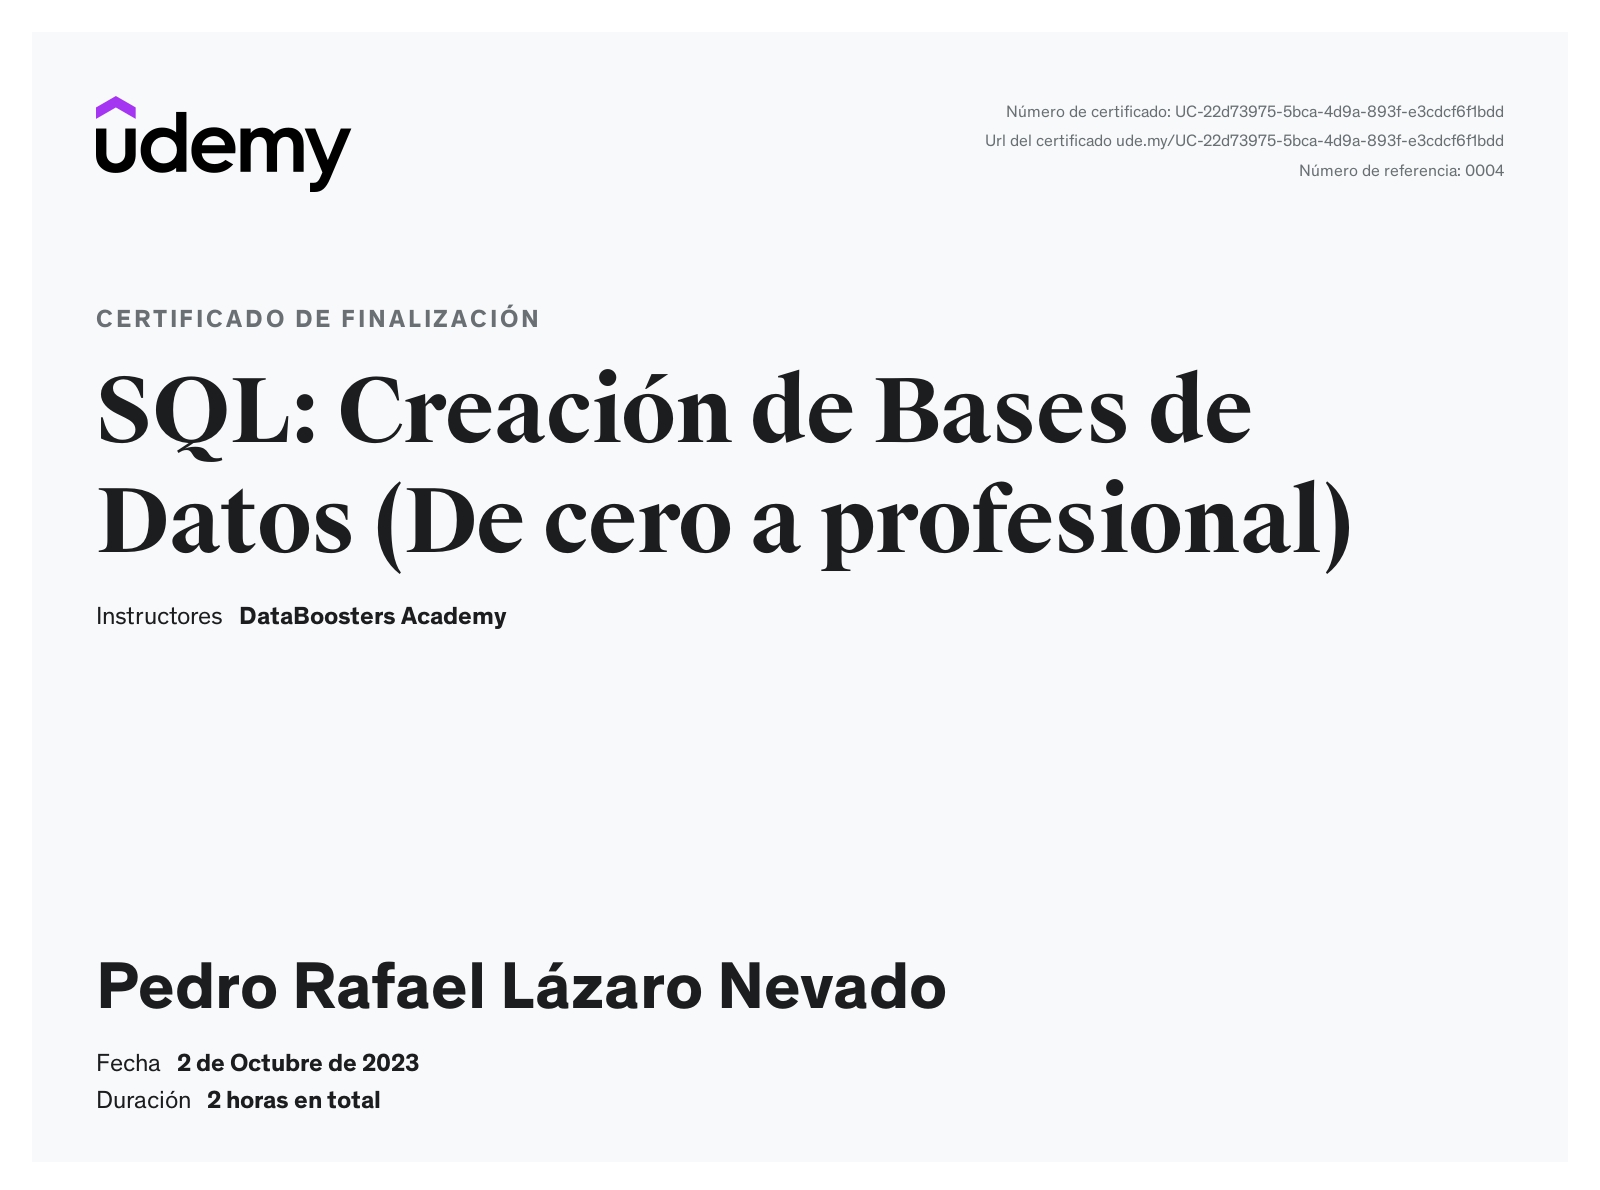 udemy
Número de certificado: UC-22d73975-5bca-4d9a-893f-e3cdcf6f1bdd
Url del certificado ude.my/UC-22d73975-5bca-4d9a-893f-e3cdcf6f1bdd
Número de referencia: 0004
CERTIFICADO DE FINALIZACIÓN
SQL: Creación de Bases de
Datos (De cero a profesional)
Instructores DataBoosters Academy
Pedro Rafael Lázaro Nevado
Fecha 2 de Octubre de 2023
Duración 2 horas en total